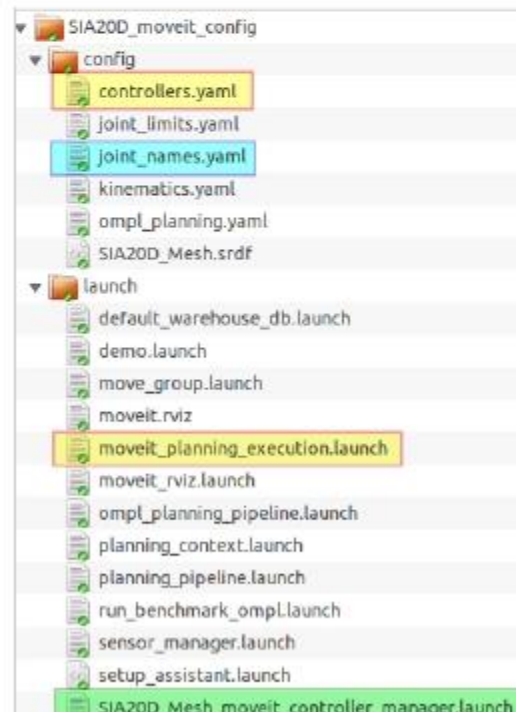 SIA20D_moveit_config
config
controllers.yaml
joint_limits.yaml
joint_names.yaml
kinematics.yaml
ompl_planning.yaml
SIA20D_Mesh.srdf
launch
default_warehouse_db.launch
demo.launch
move_group.launch
moveit.rviz
moveit_planning_execution.launch
moveit_rviz.launch
ompl_planning_pipeline.launch
planning_context.launch
planning_pipeline.launch
run_benchmark_ompl.launch
sensor_manager.launch
setup_assistant.launch
SIA20D_Mesh_moveit_controller_manager.launch